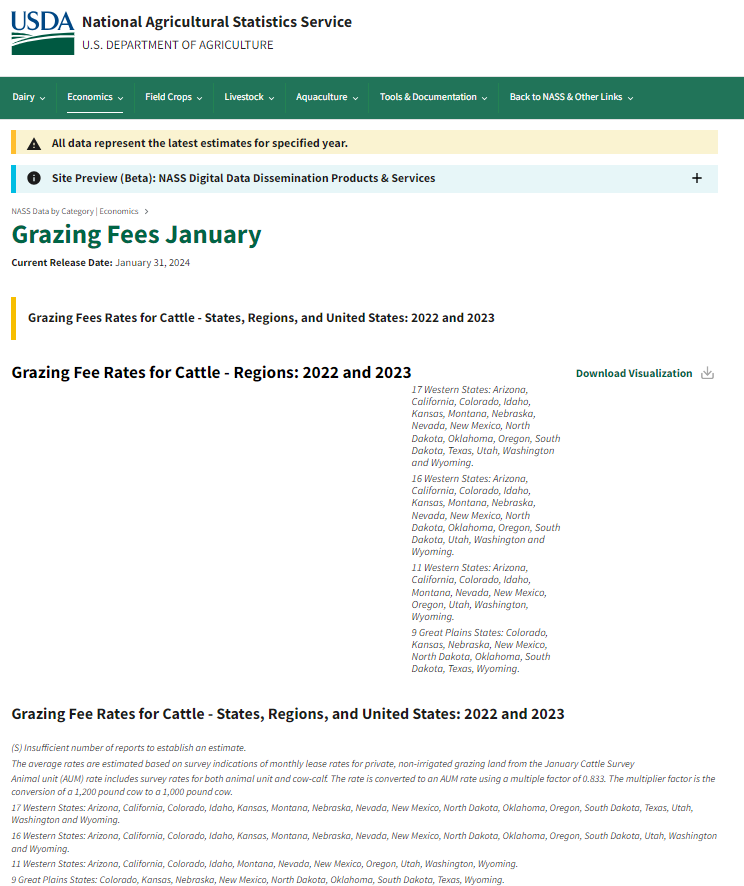 USDA
National Agricultural Statistics Service
U.S. DEPARTMENT OF AGRICULTURE
Dairy
Economics
Field Crops
Livestock
Aquaculture
Tools & Documentation
Back to NASS & Other Links
All data represent the latest estimates for specified year.
Site Preview (Beta): NASS Digital Data Dissemination Products & Services
NASS Data by Category | Economics
Grazing Fees January
Current Release Date: January 31, 2024
Grazing Fees Rates for Cattle - States, Regions, and United States: 2022 and 2023
Grazing Fee Rates for Cattle - Regions: 2022 and 2023
Download Visualization
17 Western States: Arizona,
California, Colorado, Idaho,
Kansas, Montana, Nebraska,
Nevada, New Mexico, North
Dakota, Oklahoma, Oregon, South
Dakota, Texas, Utah, Washington
and Wyoming.
16 Western States: Arizona,
California, Colorado, Idaho,
Kansas, Montana, Nebraska,
Nevada, New Mexico, North
Dakota, Oklahoma, Oregon, South
Dakota, Utah, Washington and
Wyoming.
11 Western States: Arizona,
California, Colorado, Idaho,
Montana, Nevada, New Mexico,
Oregon, Utah, Washington,
Wyoming.
9 Great Plains States: Colorado,
Kansas, Nebraska, New Mexico,
North Dakota, Oklahoma, South
Dakota, Texas, Wyoming.
Grazing Fee Rates for Cattle - States, Regions, and United States: 2022 and 2023
(S) Insufficient number of reports to establish an estimate.
The average rates are estimated based on survey indications of monthly lease rates for private, non-irrigated grazing land from the January Cattle Survey
Animal unit (AUM) rate includes survey rates for both animal unit and cow-calf. The rate is converted to an AUM rate using a multiple factor of 0.833. The multiplier factor is the
conversion of a 1,200 pound cow to a 1,000 pound cow.
17 Western States: Arizona, California, Colorado, Idaho, Kansas, Montana, Nebraska, Nevada, New Mexico, North Dakota, Oklahoma, Oregon, South Dakota, Texas, Utah,
Washington and Wyoming.
16 Western States: Arizona, California, Colorado, Idaho, Kansas, Montana, Nebraska, Nevada, New Mexico, North Dakota, Oklahoma, Oregon, South Dakota, Utah, Washington
and Wyoming.
11 Western States: Arizona, California, Colorado, Idaho, Montana, Nevada, New Mexico, Oregon, Utah, Washington, Wyoming.
9 Great Plains States: Colorado, Kansas, Nebraska, New Mexico, North Dakota, Oklahoma, South Dakota, Texas, Wyoming.